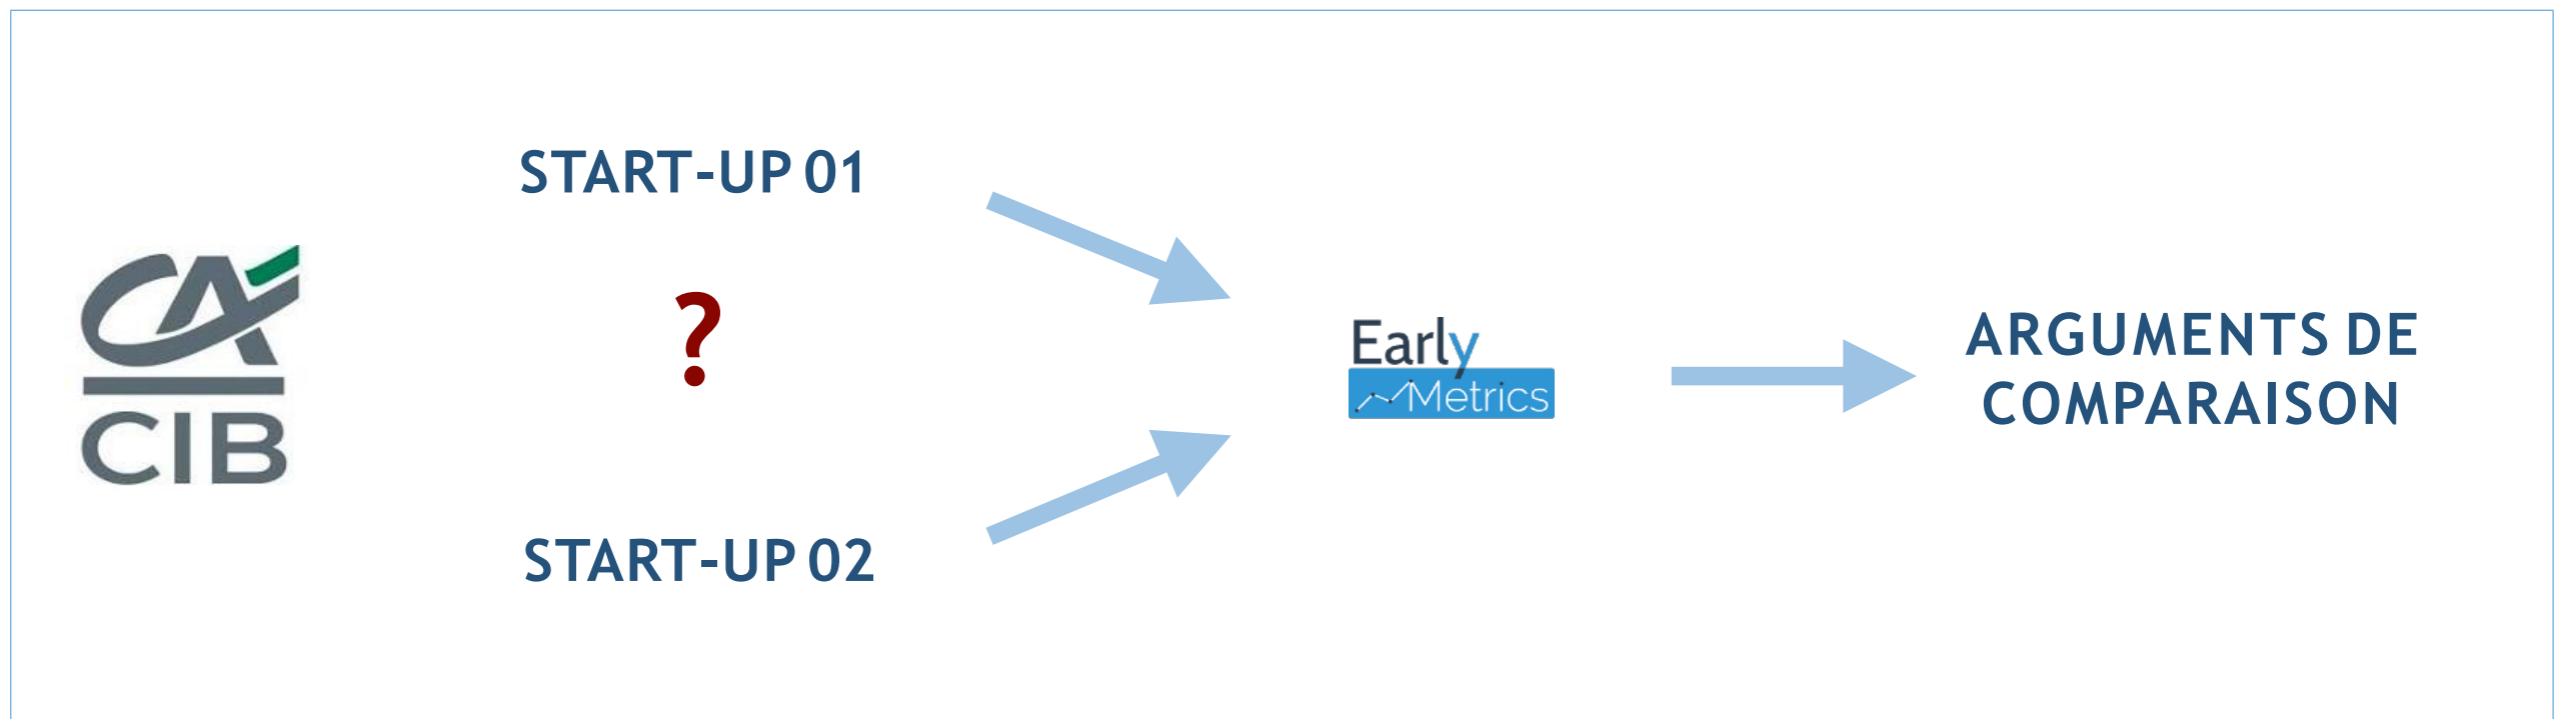 START-UP 01
CA
CIB
?
START-UP 02
Early
Metrics
ARGUMENTS DE
COMPARAISON